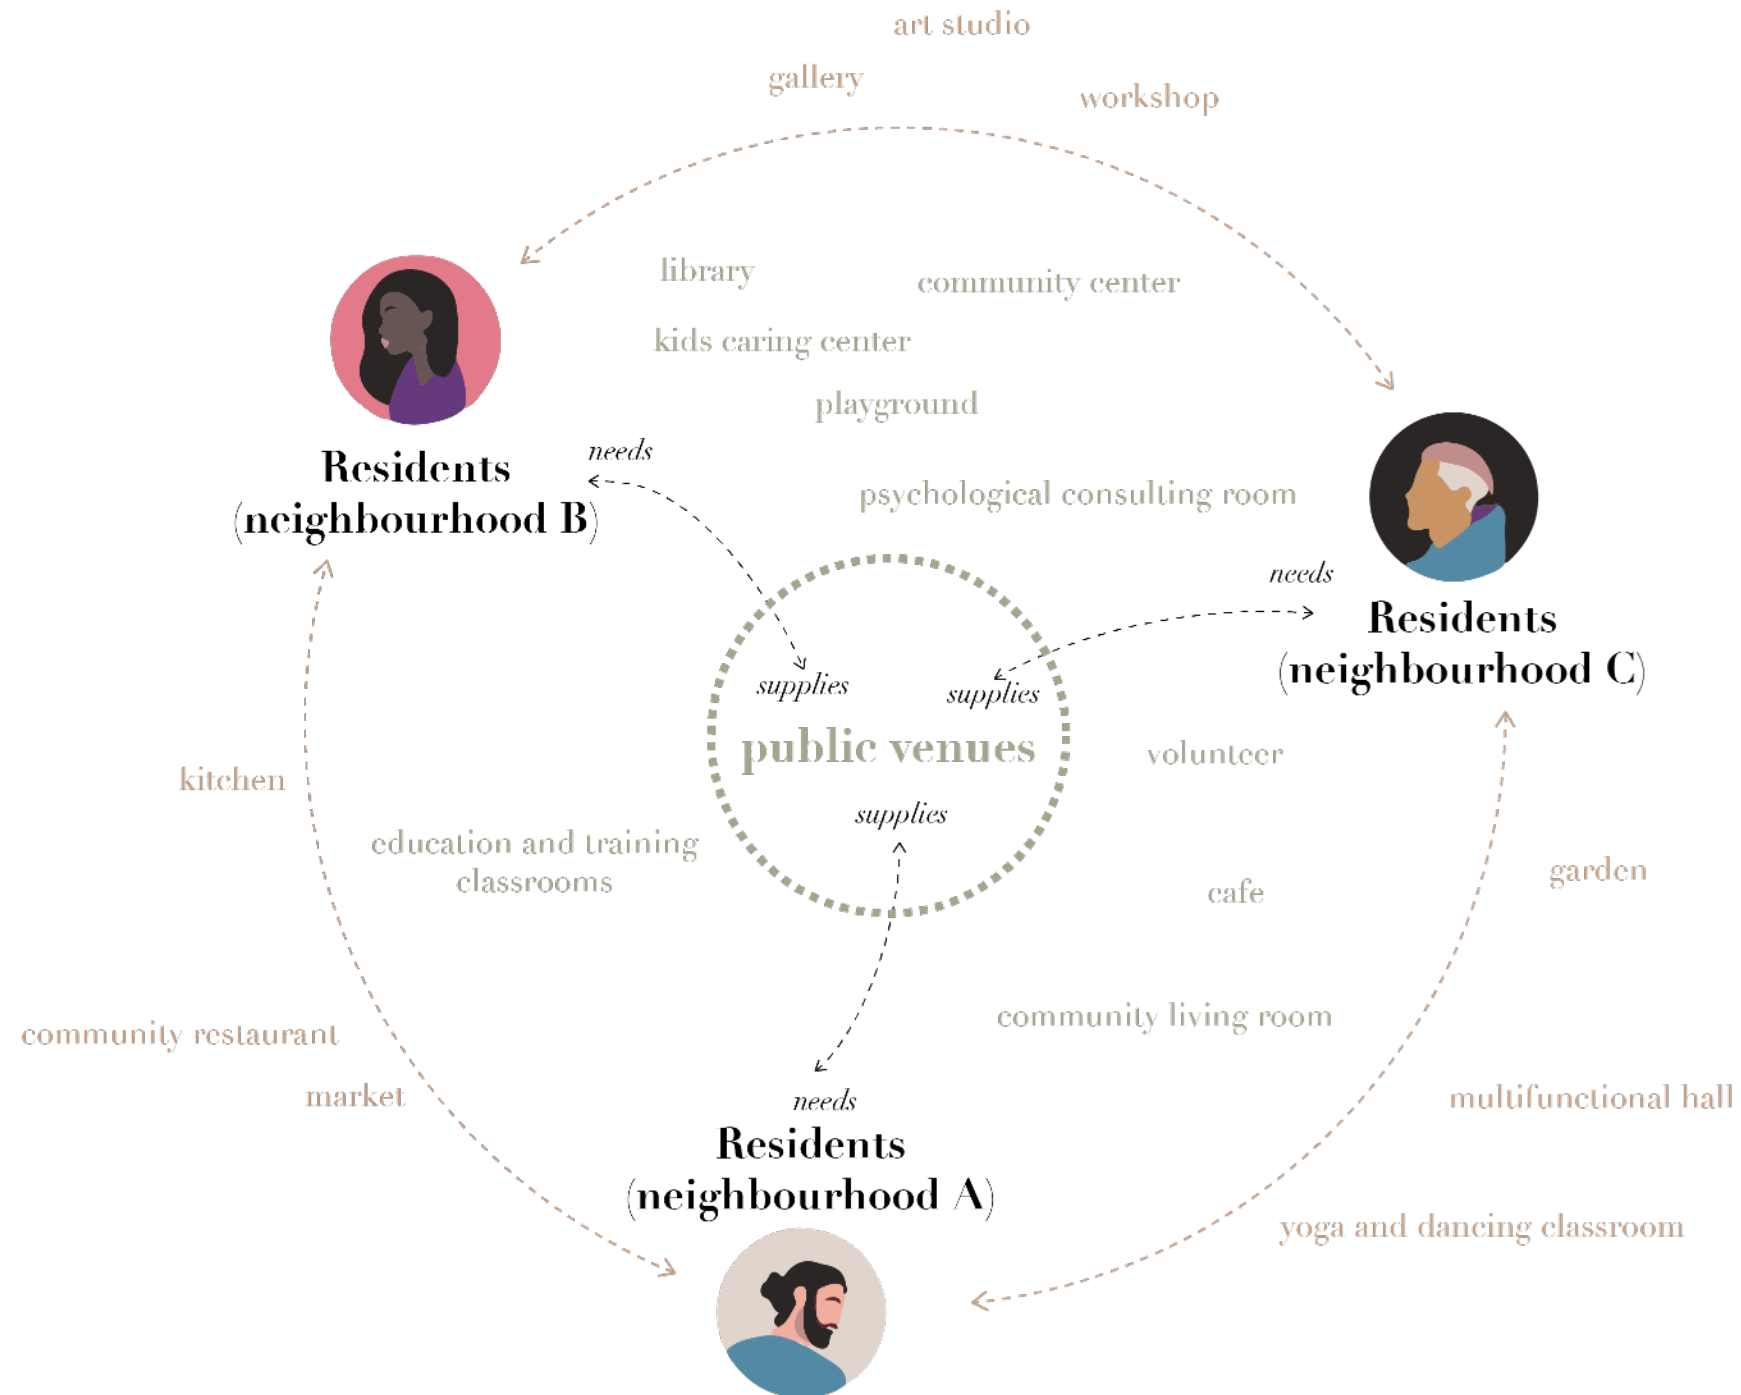 art studio
gallery
workshop
library
community center
kids caring center
playground
needs
Residents
(neighbourhood B)
psychological consulting room
needs
Residents
(neighbourhood C)
supplies
supplies
public venues
volunteer
kitchen
supplies
education and training
classrooms
garden
cafe
community living room
community restaurant
market
needs
multifunctional hall
Residents
(neighbourhood A)
yoga and dancing classroom